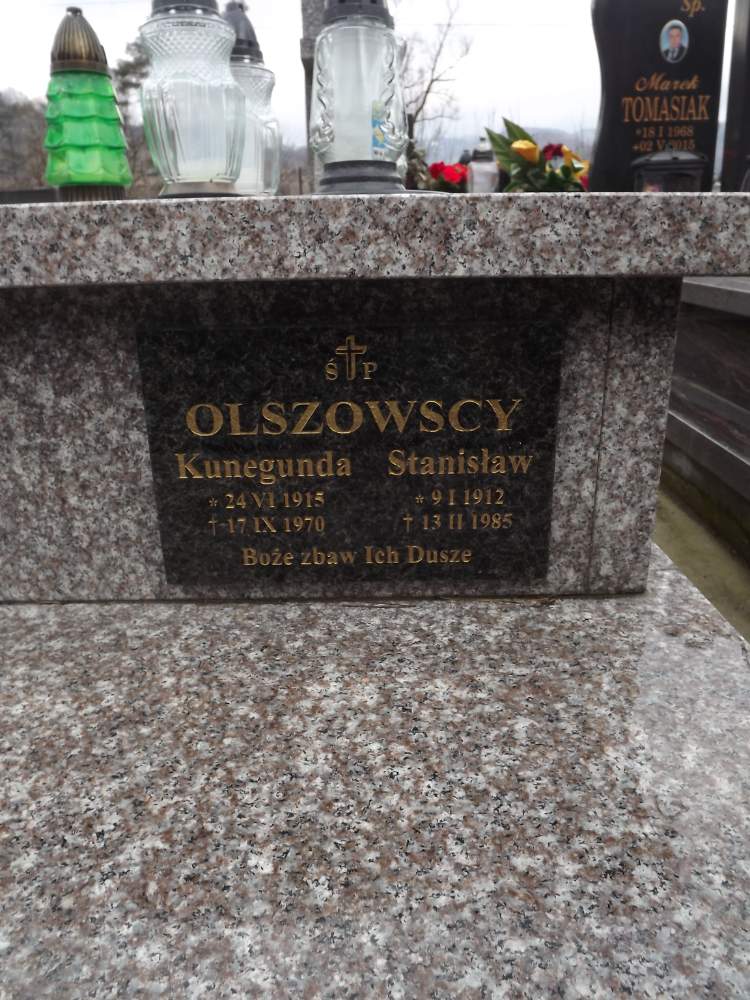 Śp.
Marek
TOMASIAK
*18 I 1968
+02 V 2015
Ś P
OLSZOWSCY
Kunegunda Stanisław
* 24 VI 1915 * 9 I 1912
† 17 IX 1970 † 13 II 1985
Boże zbaw Ich Dusze